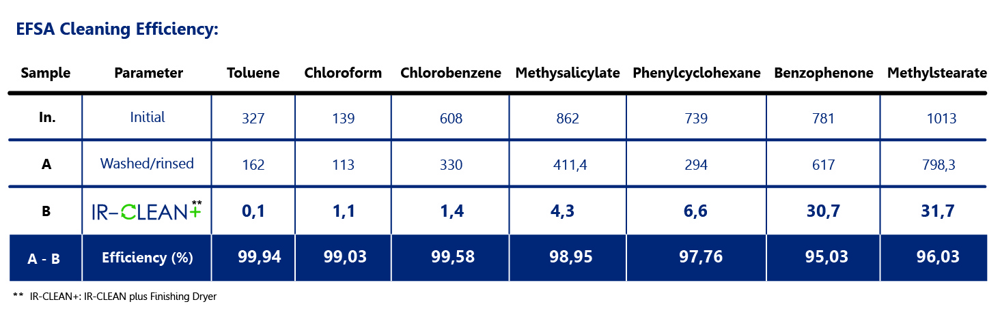 EFSA Cleaning Efficiency:
Sample Parameter Toluene Chloroform Chlorobenzene Methysalicylate Phenylcyclohexane Benzophenone Methylstearate
In. Initial 327 139 608 862 739 781 1013
A Washed/rinsed 162 113 330 411,4 294 617 798,3
B IR–CLEAN+** 0,1 1,1 1,4 4,3 6,6 30,7 31,7
A - B Efficiency (%) 99,94 99,03 99,58 98,95 97,76 95,03 96,03
** IR-CLEAN+: IR-CLEAN plus Finishing Dryer